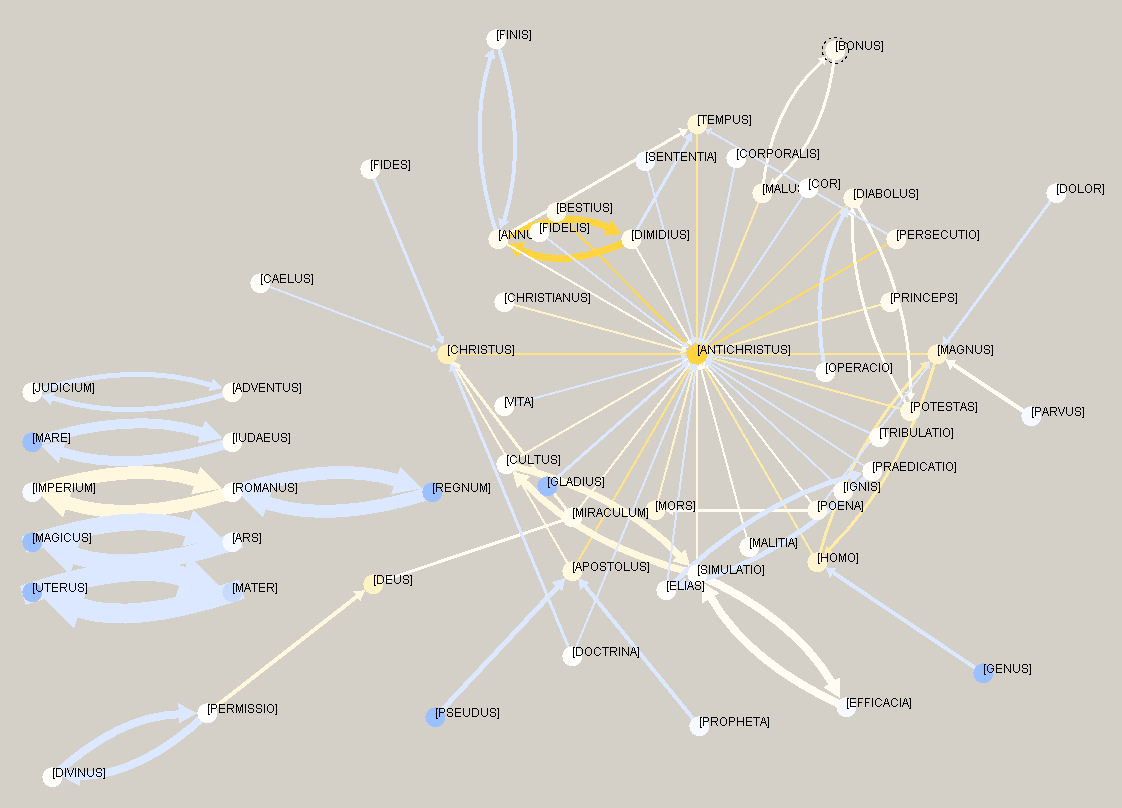 [FINIS]
[BONUS]
[TEMPUS]
[SENTENTIA]
[CORPORALIS]
[FIDES]
[MALUS
[COR]
[DIABOLUS]
[DOLOR]
[BESTIUS]
[ANNU
[FIDELIS]
[DIMIDIUS]
[PERSECUTIO]
[CAELUS]
[CHRISTIANUS]
[PRINCEPS]
[CHRISTUS]
[ANTICHRISTUS]
[MAGNUS]
[OPERACIO]
[JUDICIUM]
[ADVENTUS]
[VITA]
[POTESTAS]
[PARVUS]
[MARE]
[IUDAEUS]
[TRIBULATIO]
[CULTUS]
[PRAEDICATIO]
[IMPERIUM]
[ROMANUS]
[REGNUM]
[GLADIUS]
[IGNIS]
[MIRACULUM]
[MORS]
[POENA]
[MAGICUS]
[ARS]
[MALITIA]
[HOMO]
[UTERUS]
[MATER]
[DEUS]
[APOSTOLUS]
[SIMULATIO]
[ELIAS]
[DOCTRINA]
[GENUS]
[PERMISSIO]
[PSEUDUS]
[PROPHETA]
[EFFICACIA]
[DIVINUS]